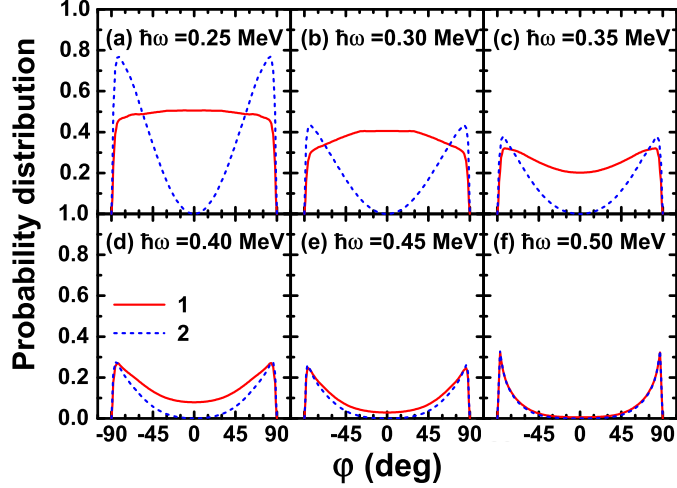 Probability distribution
1.0
0.8
0.6
0.4
0.2
1.0
0.8
0.6
0.4
0.2
0.0
(a) ħω =0.25 MeV
(b) ħω =0.30 MeV
(c) ħω =0.35 MeV
(d) ħω =0.40 MeV
(e) ħω =0.45 MeV
(f) ħω =0.50 MeV
1
2
-90 -45 0 45 90 -45 0 45 90 -45 0 45 90
φ (deg)